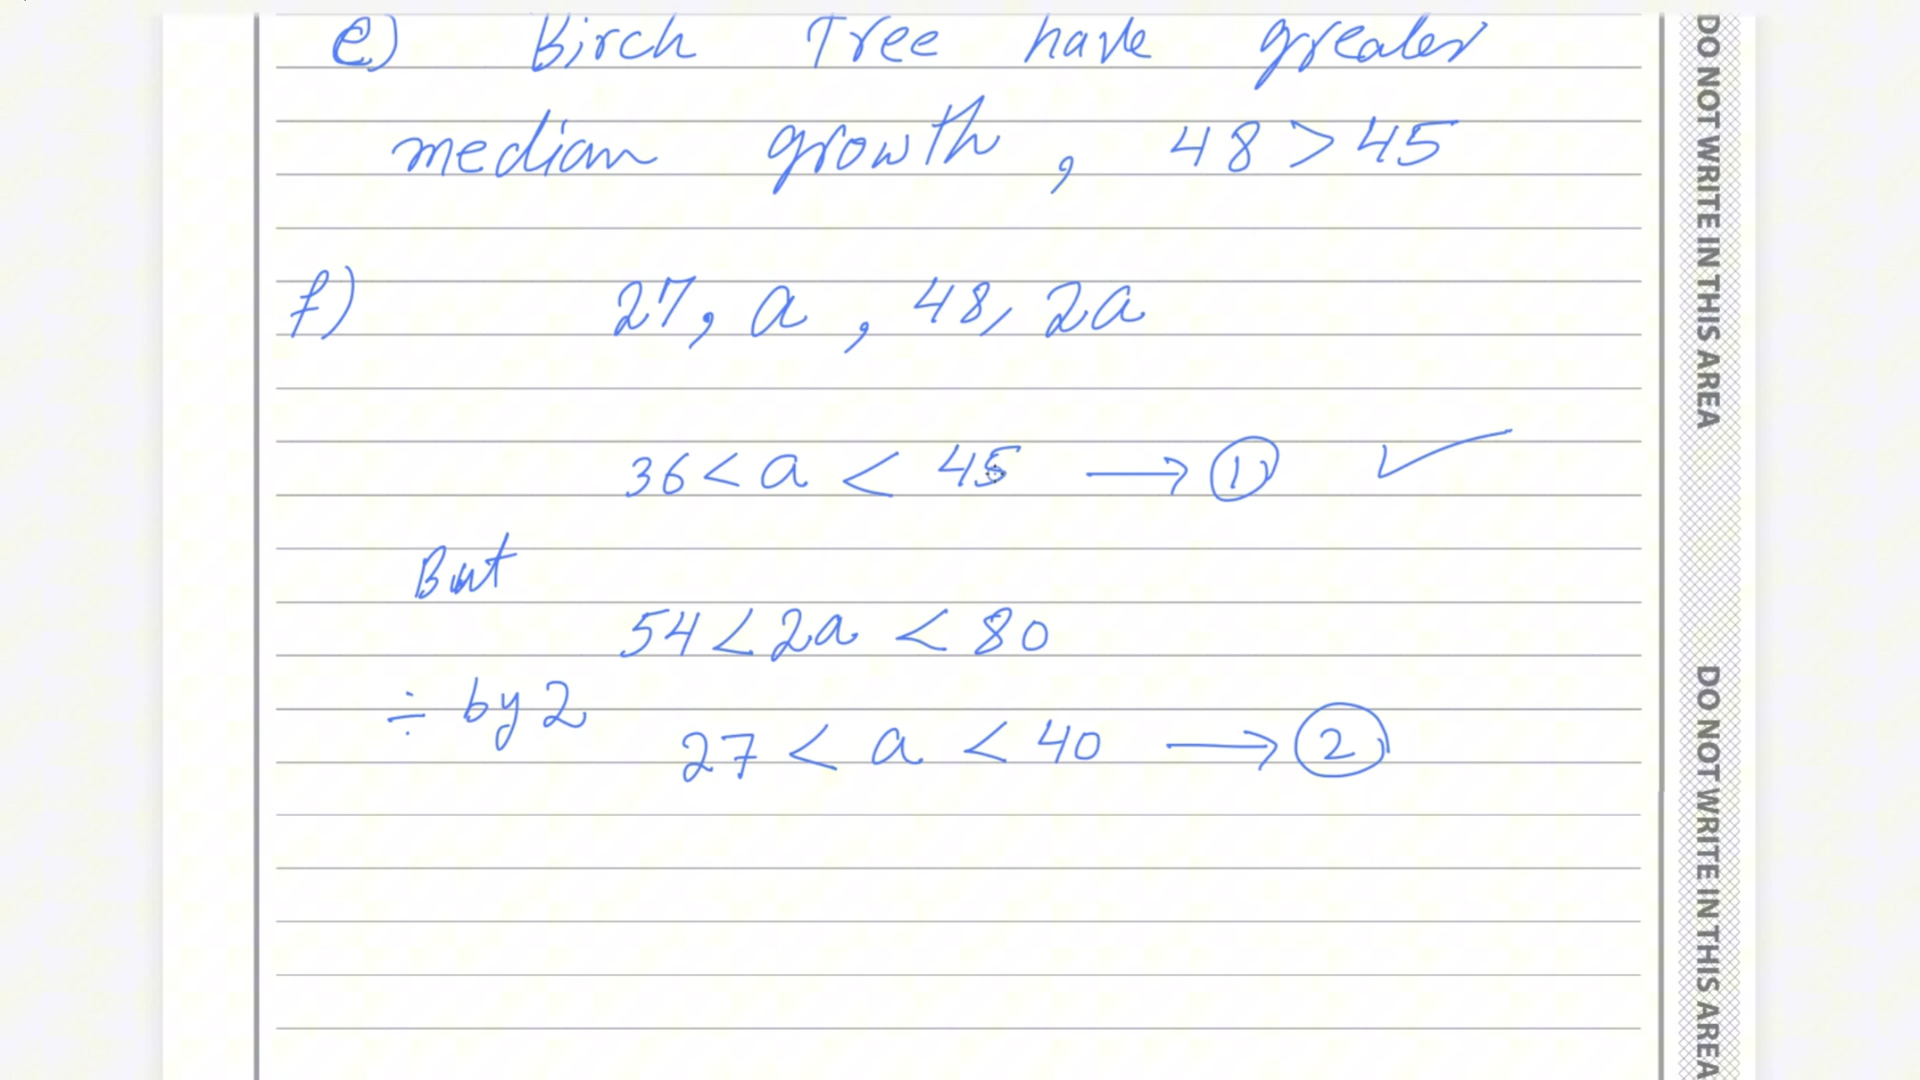 e) Birch Tree have greater
median growth, 48 > 45
f) 27, a, 48, 2a
36 < a < 45 → ① ✓
But
54 < 2a < 80
÷ by 2
27 < a < 40 → ②
DO NOT WRITE IN THIS AREA
DO NOT WRITE IN THIS AREA